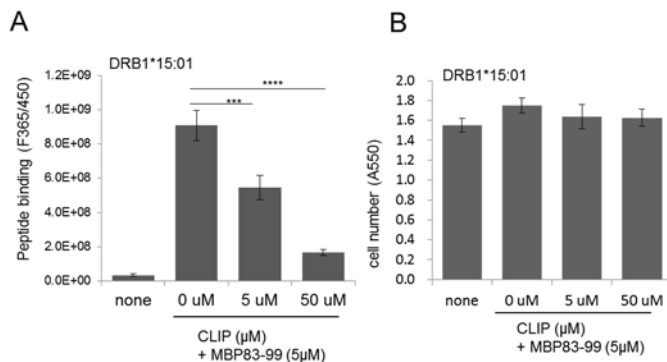 A
DRB1*15:01
Peptide binding (F365/450)
1.2E+09
1.0E+09
8.0E+08
6.0E+08
4.0E+08
2.0E+08
0.0E+00
****
***
none
0 uM
5 uM
50 uM
CLIP (µM)
+ MBP83-99 (5µM)
B
DRB1*15:01
cell number (A550)
2.0
1.8
1.6
1.4
1.2
1.0
0.8
0.6
0.4
0.2
0.0
none
0 uM
5 uM
50 uM
CLIP (µM)
+ MBP83-99 (5µM)